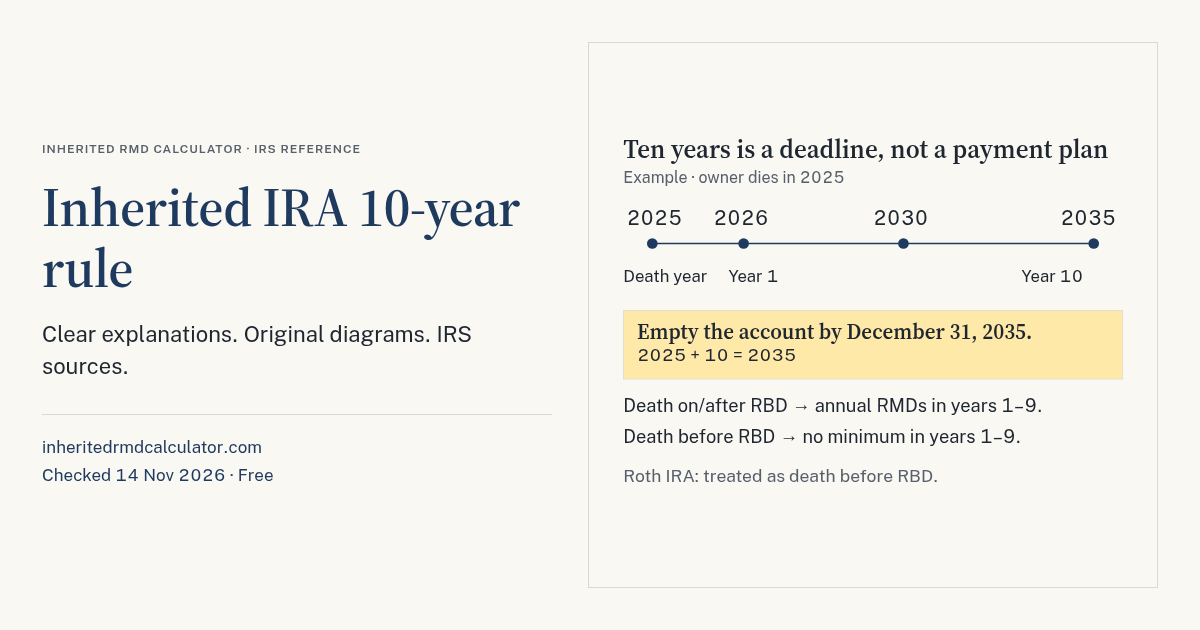 INHERITED RMD CALCULATOR · IRS REFERENCE
Inherited IRA 10-year
rule
Clear explanations. Original diagrams. IRS
sources.
inheritedrmdcalculator.com
Checked 14 Nov 2026 · Free
Ten years is a deadline, not a payment plan
Example · owner dies in 2025
2025 2026 2030 2035
Death year Year 1 Year 10
Empty the account by December 31, 2035.
2025 + 10 = 2035
Death on/after RBD → annual RMDs in years 1–9.
Death before RBD → no minimum in years 1–9.
Roth IRA: treated as death before RBD.